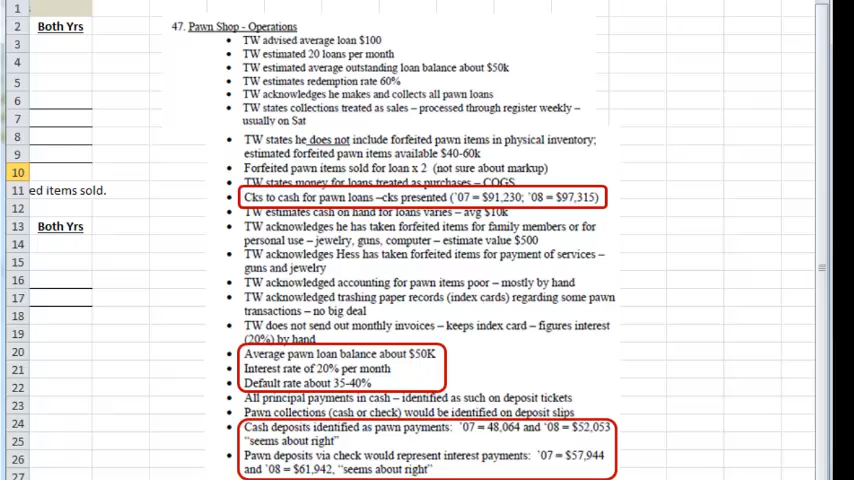 1
2
Both Yrs
3
4
5
6
7
8
9
10
11
ed items sold.
12
13
Both Yrs
14
15
16
17
18
19
20
21
22
23
24
25
26
27
47. Pawn Shop - Operations
• TW advised average loan $100
• TW estimated 20 loans per month
• TW estimated average outstanding loan balance about $50k
• TW estimates redemption rate 60%
• TW acknowledges he makes and collects all pawn loans
• TW states collections treated as sales – processed through register weekly –
usually on Sat
• TW states he does not include forfeited pawn items in physical inventory;
estimated forfeited pawn items available $40-60k
• Forfeited pawn items sold for loan x 2 (not sure about markup)
• TW states money for loans treated as purchases – COGS
• Cks to cash for pawn loans –cks presented (`07 = $91,230; `08 = $97,315)
• TW estimates cash on hand for loans varies – avg $10k
• TW acknowledges he has taken forfeited items for family members or for
personal use – jewelry, guns, computer – estimate value $500
• TW acknowledges Hess has taken forfeited items for payment of services –
guns and jewelry
• TW acknowledged accounting for pawn items poor – mostly by hand
• TW acknowledged trashing paper records (index cards) regarding some pawn
transactions – no big deal
• TW does not send out monthly invoices – keeps index card – figures interest
(20%) by hand
• Average pawn loan balance about $50K
• Interest rate of 20% per month
• Default rate about 35-40%
• All principal payments in cash – identified as such on deposit tickets
• Pawn collections (cash or check) would be identified on deposit slips
• Cash deposits identified as pawn payments: `07 = 48,064 and `08 = $52,053
"seems about right"
• Pawn deposits via check would represent interest payments: `07 = $57,944
and `08 = $61,942, "seems about right"